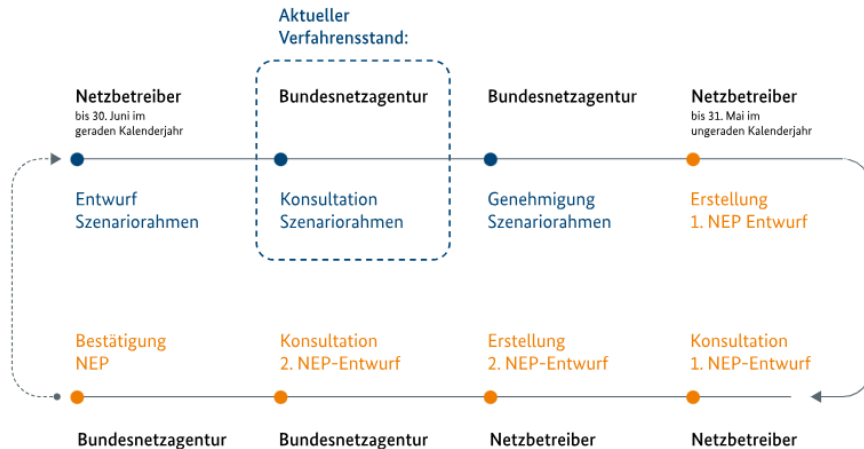 Aktueller
Verfahrensstand:
Netzbetreiber
bis 30. Juni im
geraden Kalenderjahr
Bundesnetzagentur
Bundesnetzagentur
Netzbetreiber
bis 31. Mai im
ungeraden Kalenderjahr
Entwurf
Szenariorahmen
Konsultation
Szenariorahmen
Genehmigung
Szenariorahmen
Erstellung
1. NEP Entwurf
Bestätigung
NEP
Konsultation
2. NEP-Entwurf
Erstellung
2. NEP-Entwurf
Konsultation
1. NEP-Entwurf
Bundesnetzagentur
Bundesnetzagentur
Netzbetreiber
Netzbetreiber